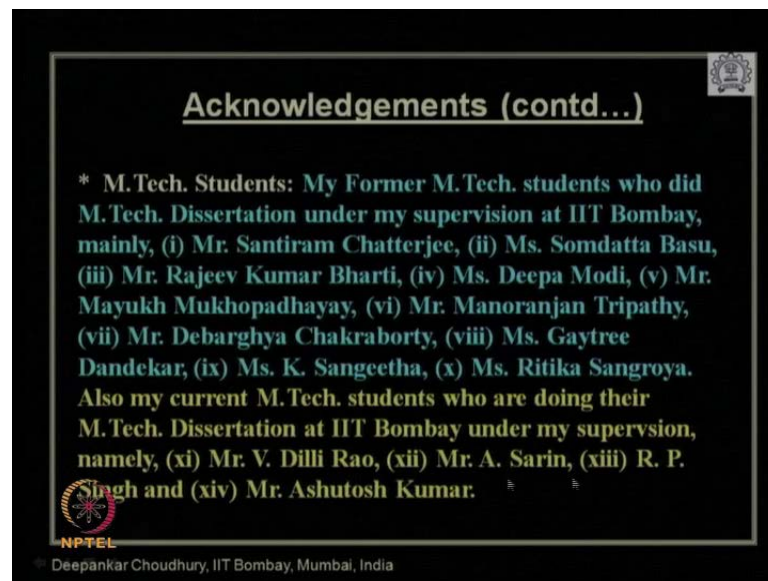 Acknowledgements (contd...)
* M.Tech. Students: My Former M.Tech. students who did
M.Tech. Dissertation under my supervision at IIT Bombay,
mainly, (i) Mr. Santiram Chatterjee, (ii) Ms. Somdatta Basu,
(iii) Mr. Rajeev Kumar Bharti, (iv) Ms. Deepa Modi, (v) Mr.
Mayukh Mukhopadhayay, (vi) Mr. Manoranjan Tripathy,
(vii) Mr. Debarghya Chakraborty, (viii) Ms. Gaytree
Dandekar, (ix) Ms. K. Sangeetha, (x) Ms. Ritika Sangroya.
Also my current M.Tech. students who are doing their
M.Tech. Dissertation at IIT Bombay under my supervsion,
namely, (xi) Mr. V. Dilli Rao, (xii) Mr. A. Sarin, (xiii) R. P.
Singh and (xiv) Mr. Ashutosh Kumar.
NPTEL
Deepankar Choudhury, IIT Bombay, Mumbai, India